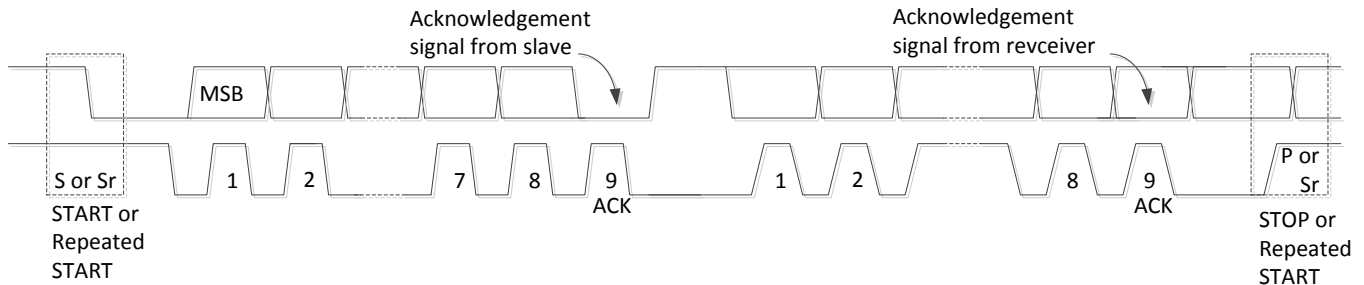 Acknowledgement
signal from slave
Acknowledgement
signal from revceiver
MSB
S or Sr
1
2
7
8
9
ACK
1
2
8
9
ACK
P or
Sr
START or
Repeated
START
STOP or
Repeated
START